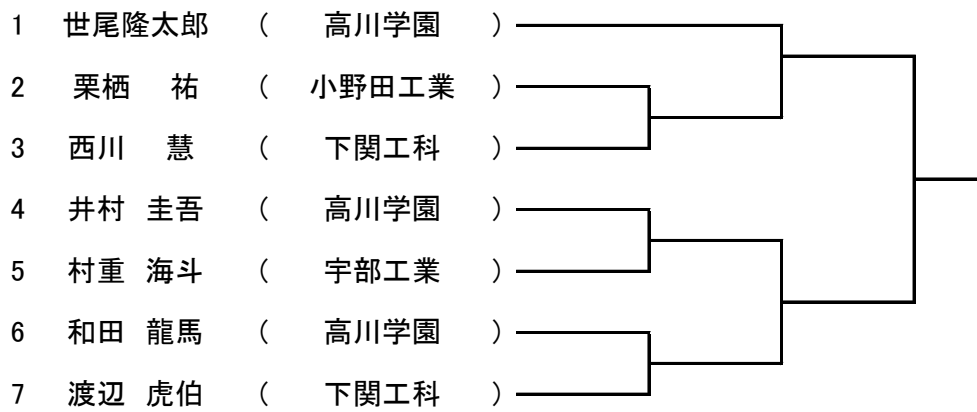 1 世尾隆太郎 ( 高川学園 )
2 栗栖 祐 ( 小野田工業 )
3 西川 慧 ( 下関工科 )
4 井村 圭吾 ( 高川学園 )
5 村重 海斗 ( 宇部工業 )
6 和田 龍馬 ( 高川学園 )
7 渡辺 虎伯 ( 下関工科 )